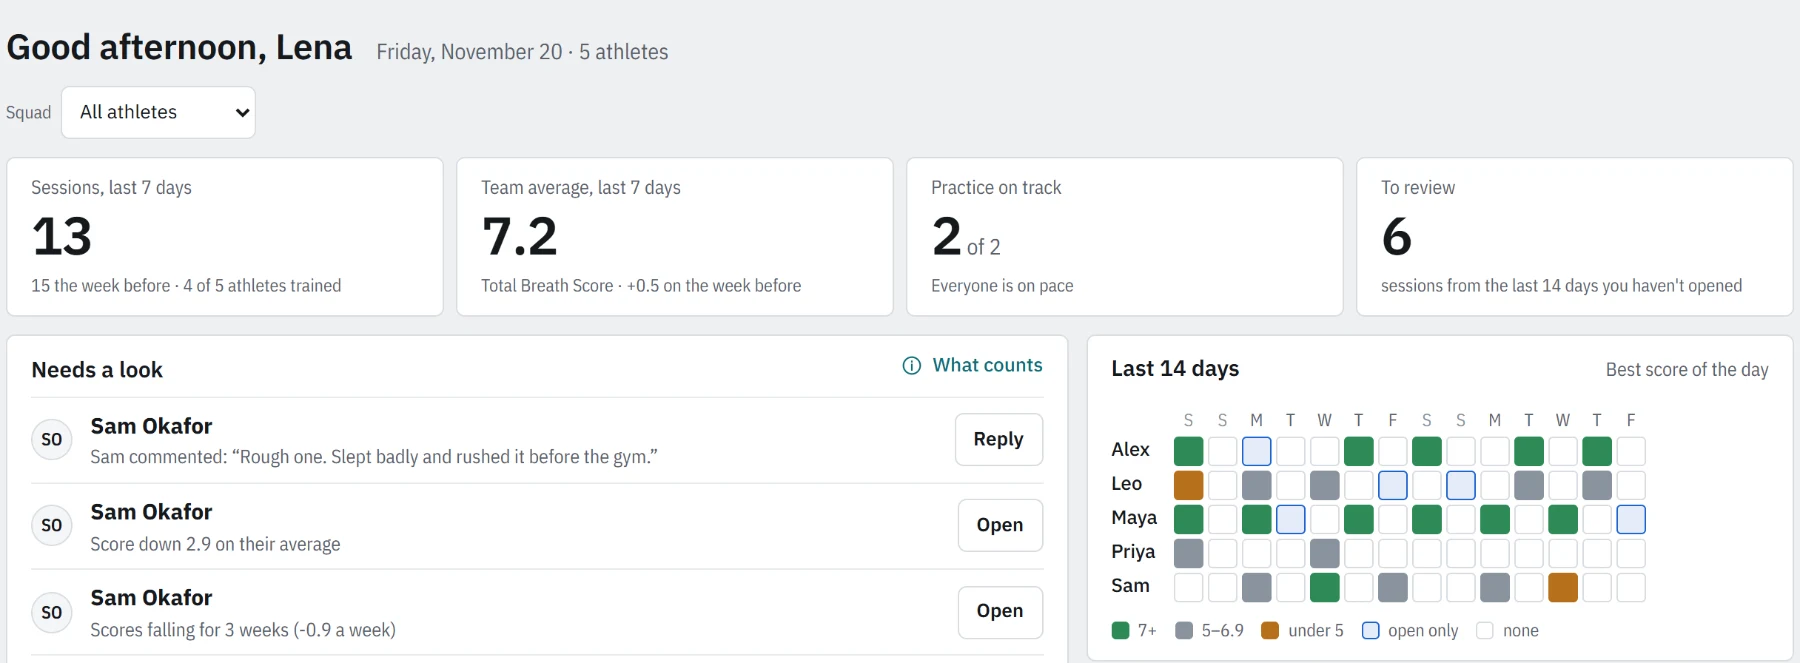 Good afternoon, Lena Friday, November 20 · 5 athletes
Squad All athletes
Sessions, last 7 days
13
15 the week before · 4 of 5 athletes trained
Team average, last 7 days
7.2
Total Breath Score · +0.5 on the week before
Practice on track
2 of 2
Everyone is on pace
To review
6
sessions from the last 14 days you haven't opened
Needs a look
What counts
SO
Sam Okafor
Sam commented: “Rough one. Slept badly and rushed it before the gym.”
Reply
SO
Sam Okafor
Score down 2.9 on their average
Open
SO
Sam Okafor
Scores falling for 3 weeks (-0.9 a week)
Open
Last 14 days
Best score of the day
S S M T W T F S S M T W T F
Alex
Leo
Maya
Priya
Sam
7+ 5–6.9 under 5 open only none